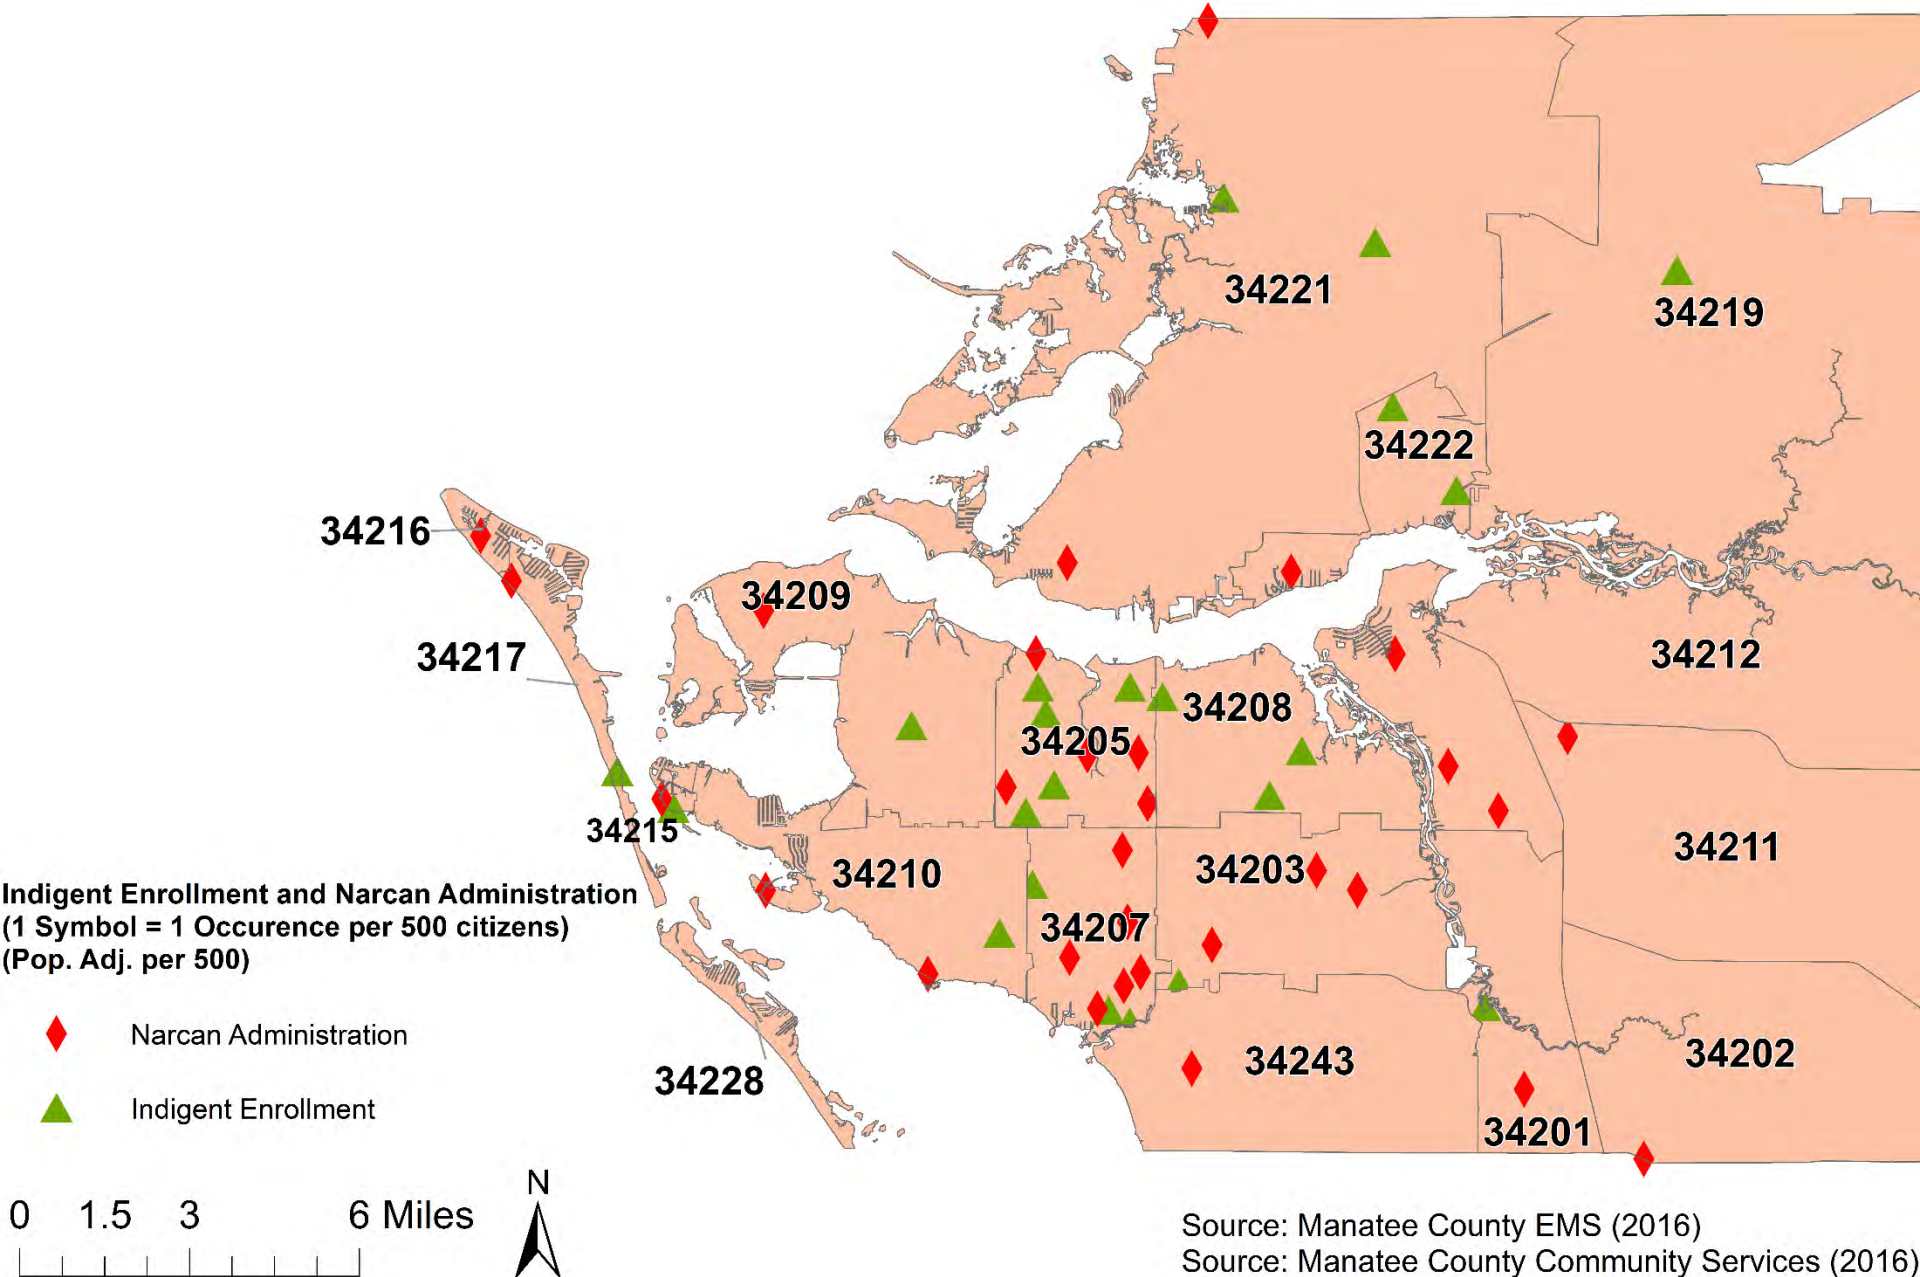 34221
34219
34222
34216
34209
34217
34212
34208
34205
34215
34211
34210
34203
34207
34243
34202
34228
34201
Indigent Enrollment and Narcan Administration
(1 Symbol = 1 Occurence per 500 citizens)
(Pop. Adj. per 500)
Narcan Administration
Indigent Enrollment
N
0 1.5 3 6 Miles
Source: Manatee County EMS (2016)
Source: Manatee County Community Services (2016)